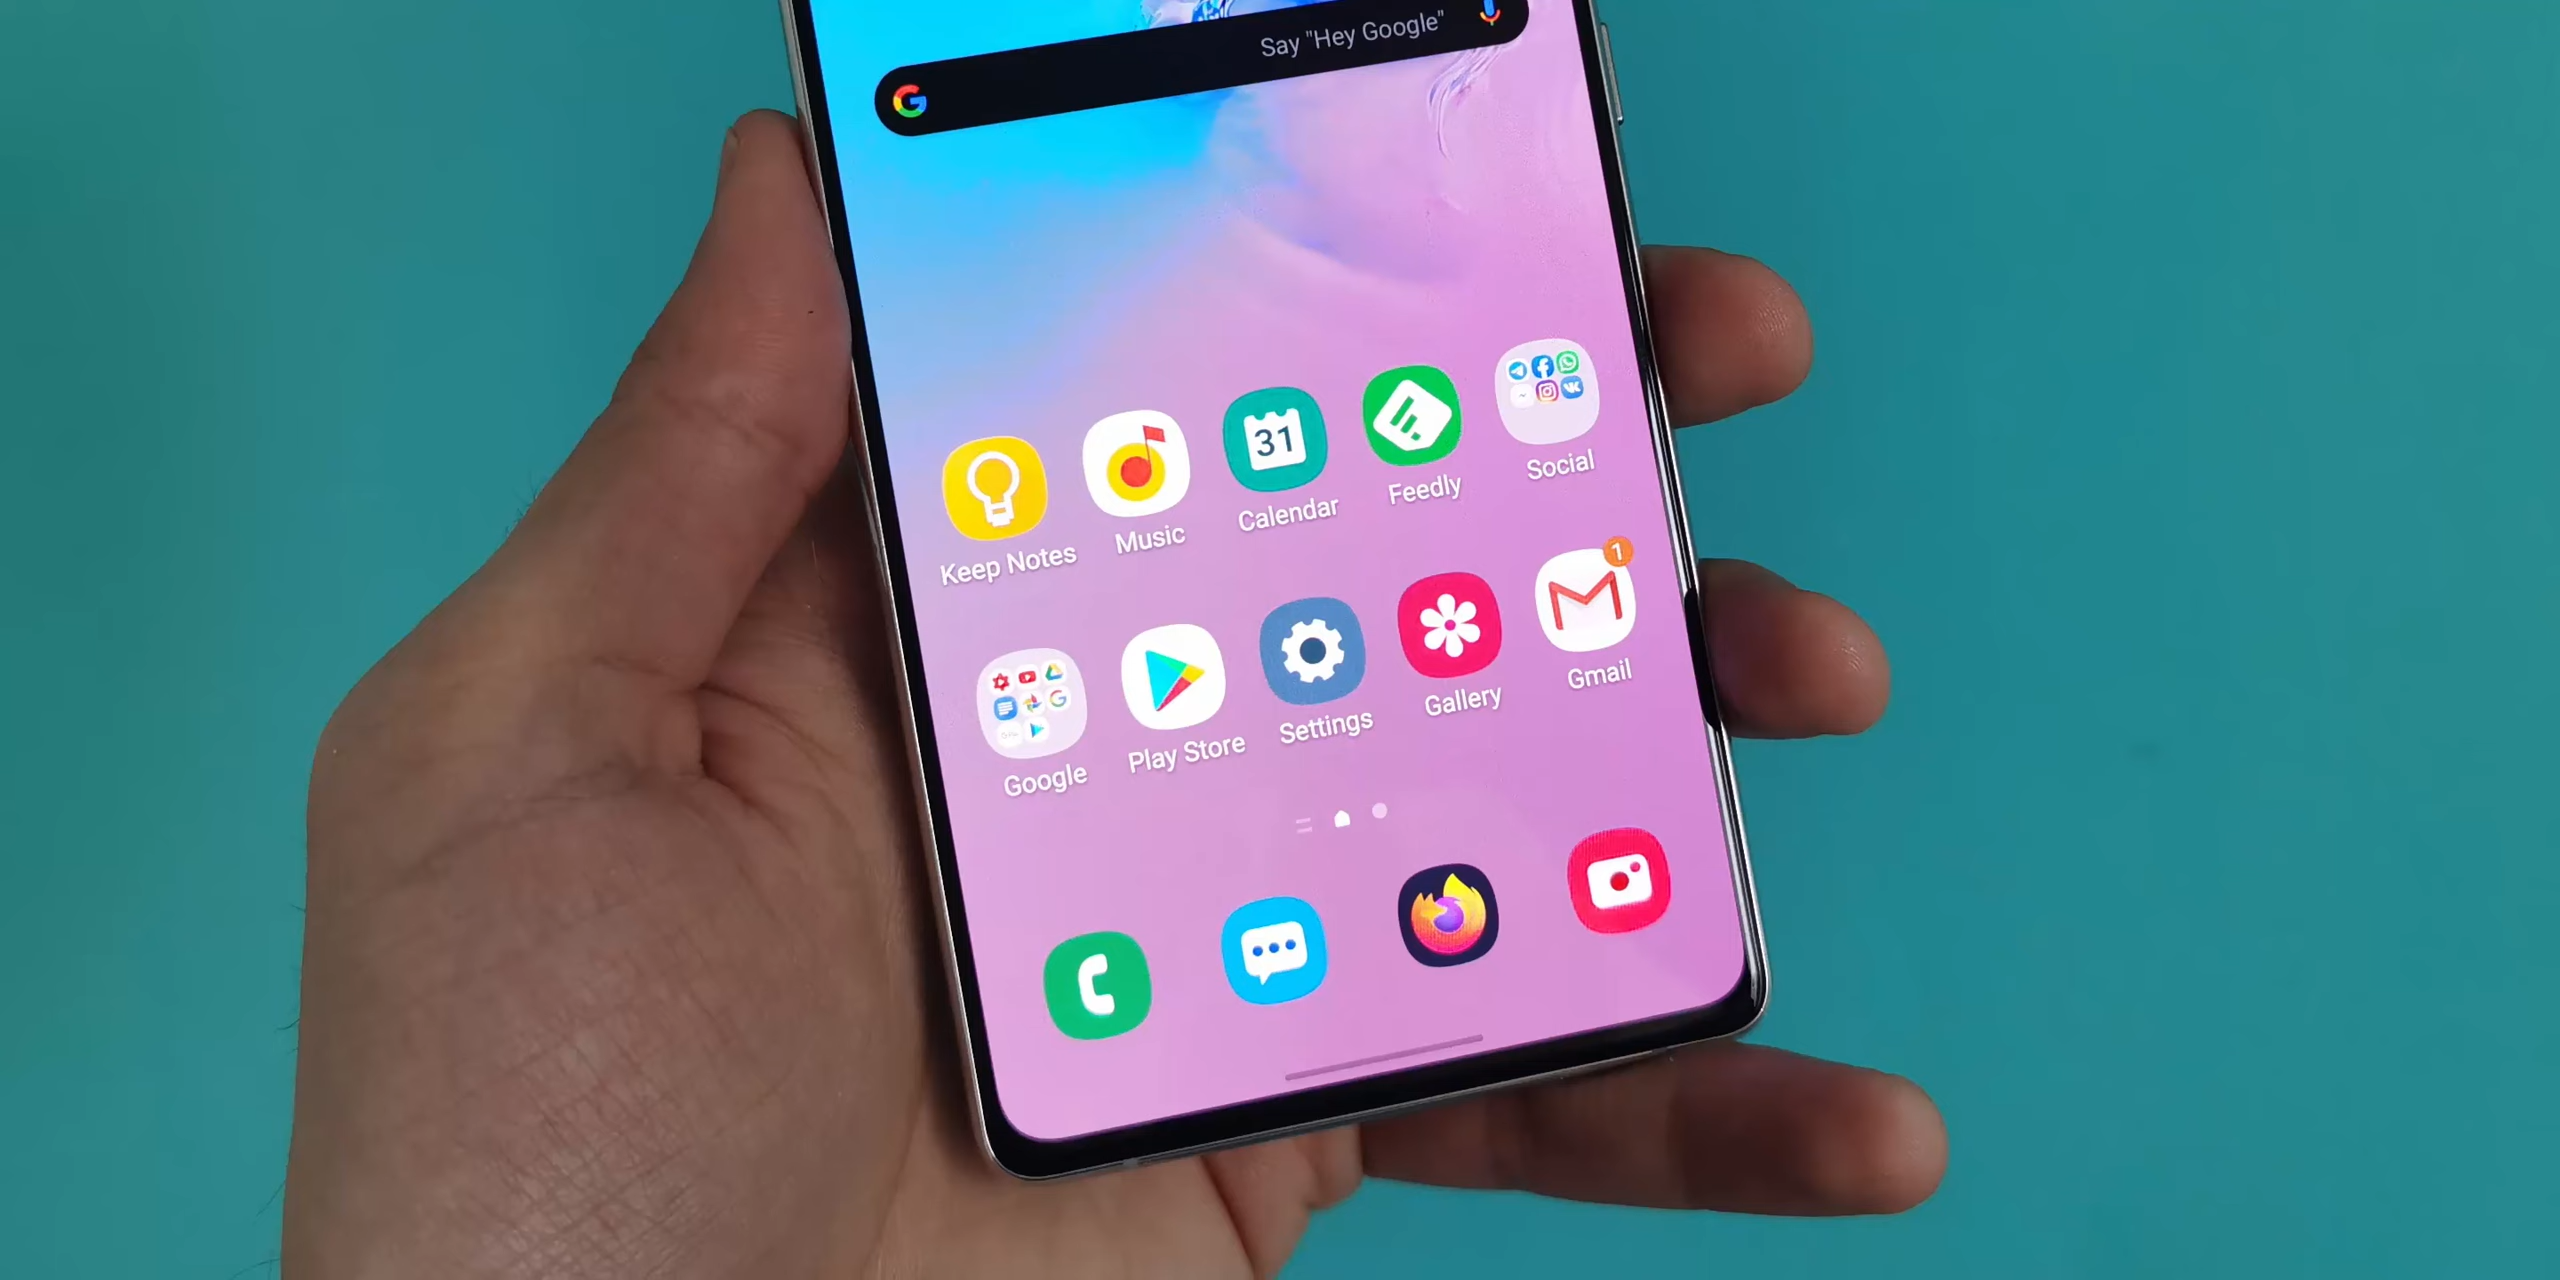 Say "Hey Google"
Keep Notes
Music
31
Calendar
Feedly
Social
Google
Play Store
Settings
Gallery
1
Gmail